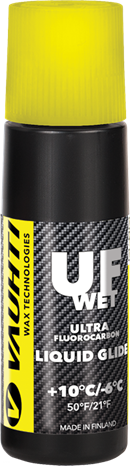 VAUHTI
WAX TECHNOLOGIES
UF
WET
ULTRA
FLUOROCARBON
LIQUID GLIDE
+10°C/-6°C
50°F/21°F
MADE IN FINLAND